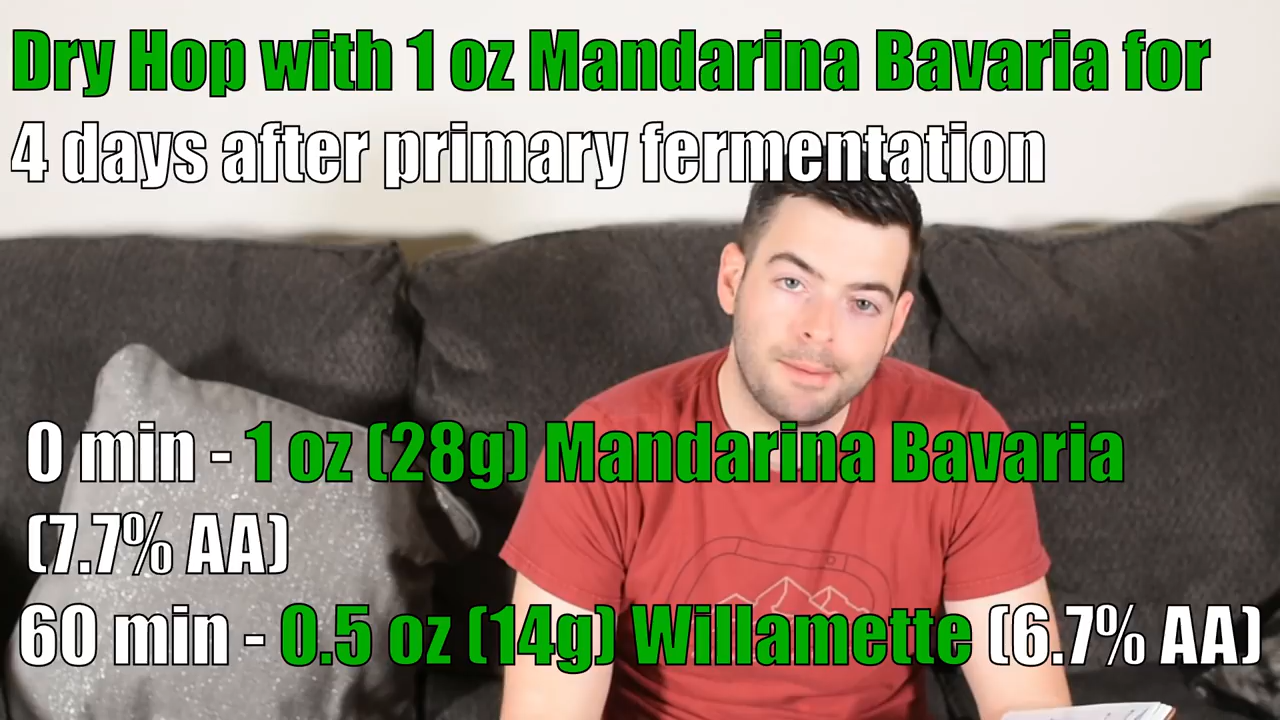 Dry Hop with 1 oz Mandarina Bavaria for
4 days after primary fermentation
0 min - 1 oz (28g) Mandarina Bavaria
(7.7% AA)
60 min - 0.5 oz (14g) Willamette (6.7% AA)